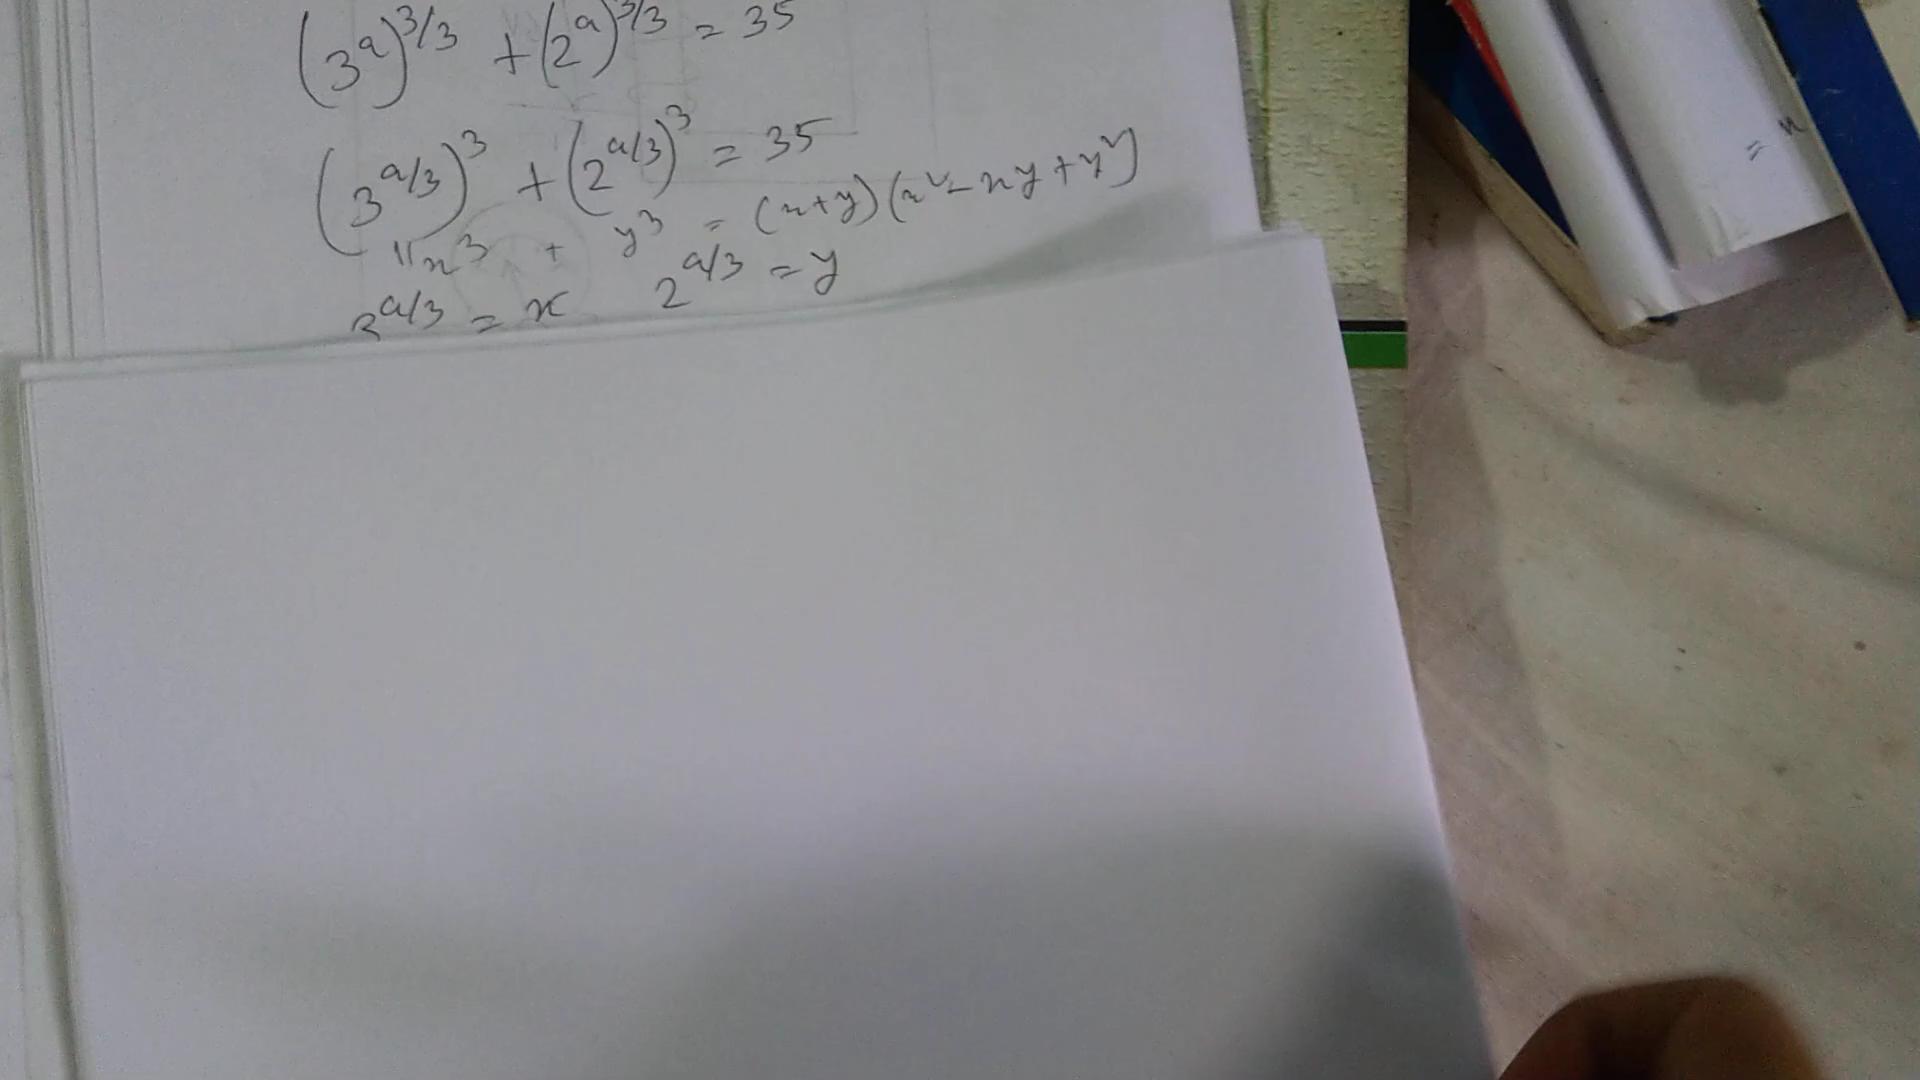 (3^a)^3/3 + (2^a)^3/3 = 35
(3^a/3)^3 + (2^a/3)^3 = 35
x^3 + y^3 = (x+y)(x^2 - xy + y^2)
3^a/3 = x 2^a/3 = y
= x